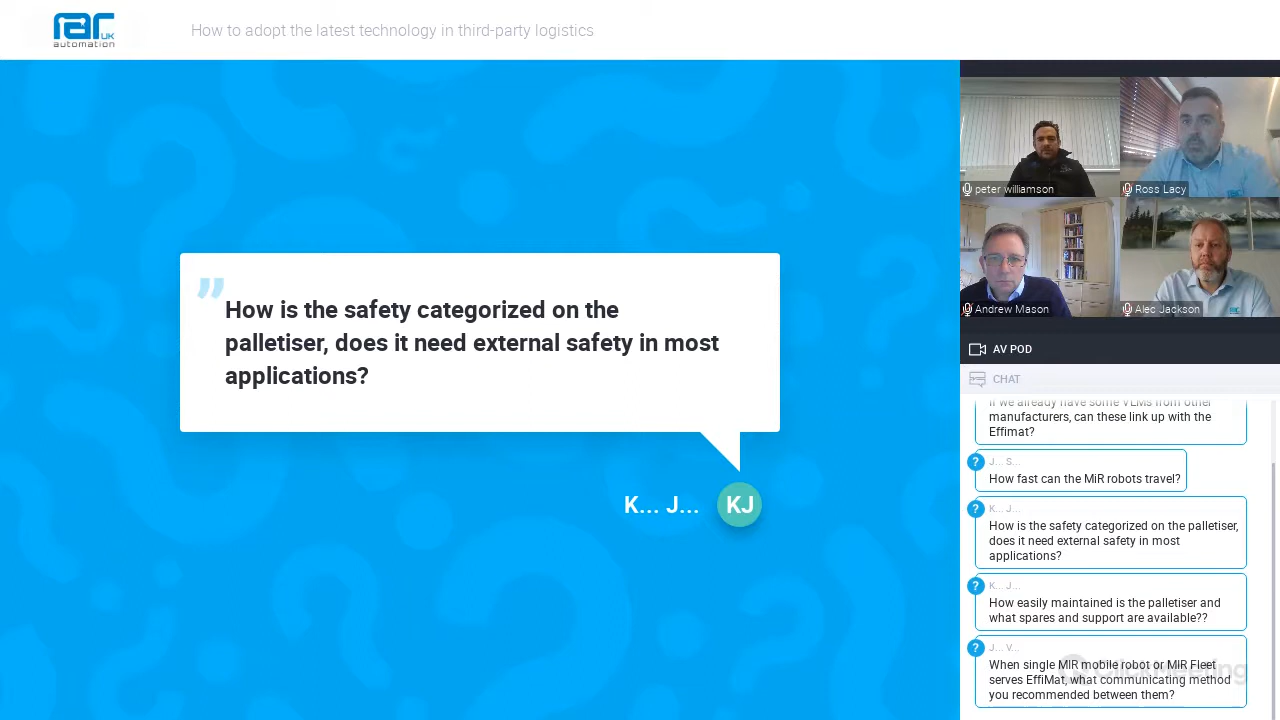 rar UK
automation
How to adopt the latest technology in third-party logistics
How is the safety categorized on the
palletiser, does it need external safety in most
applications?
K... J...
KJ
peter williamson
Ross Lacy
Andrew Mason
Alec Jackson
AV POD
CHAT
If we already have some VLMs from other
manufacturers, can these link up with the
Effimat?
? J... S...
How fast can the MiR robots travel?
? K... J...
How is the safety categorized on the palletiser,
does it need external safety in most
applications?
? K... J...
How easily maintained is the palletiser and
what spares and support are available??
? J... V...
When single MIR mobile robot or MIR Fleet
serves EffiMat, what communicating method
you recommended between them?
ClickMeeting